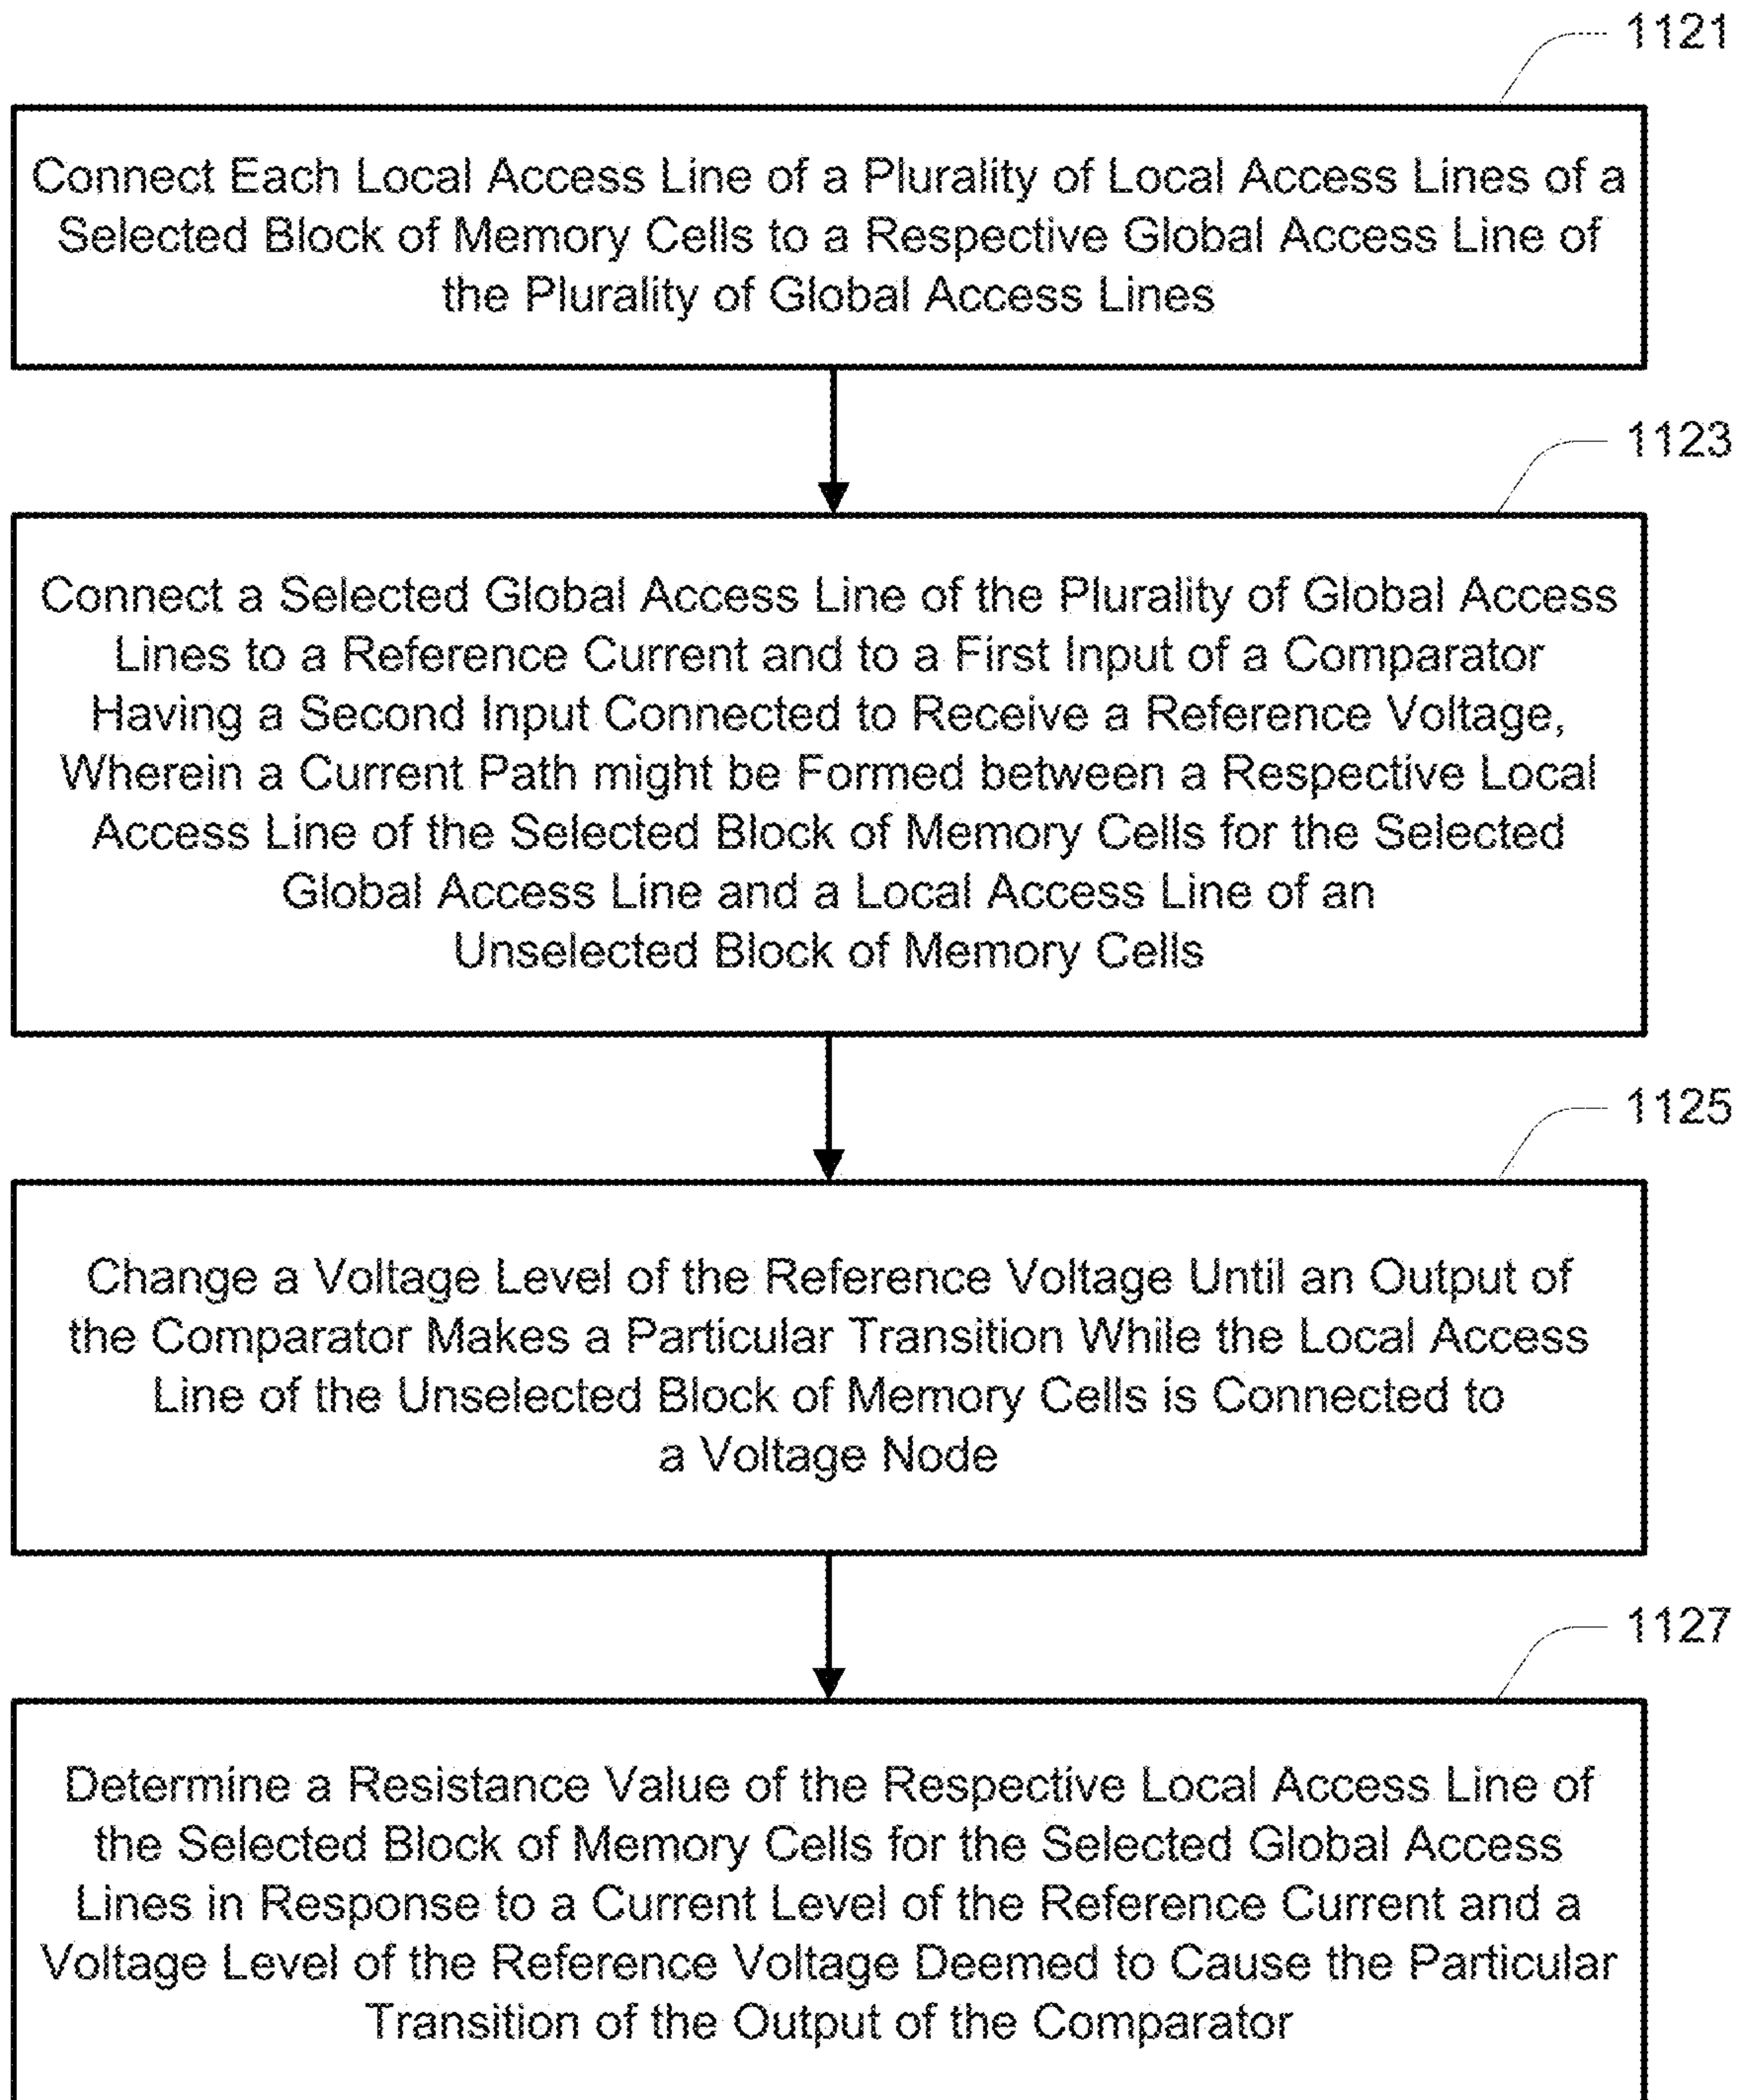 1121
Connect Each Local Access Line of a Plurality of Local Access Lines of a
Selected Block of Memory Cells to a Respective Global Access Line of
the Plurality of Global Access Lines
1123
Connect a Selected Global Access Line of the Plurality of Global Access
Lines to a Reference Current and to a First Input of a Comparator
Having a Second Input Connected to Receive a Reference Voltage,
Wherein a Current Path might be Formed between a Respective Local
Access Line of the Selected Block of Memory Cells for the Selected
Global Access Line and a Local Access Line of an
Unselected Block of Memory Cells
1125
Change a Voltage Level of the Reference Voltage Until an Output of
the Comparator Makes a Particular Transition While the Local Access
Line of the Unselected Block of Memory Cells is Connected to
a Voltage Node
1127
Determine a Resistance Value of the Respective Local Access Line of
the Selected Block of Memory Cells for the Selected Global Access
Lines in Response to a Current Level of the Reference Current and a
Voltage Level of the Reference Voltage Deemed to Cause the Particular
Transition of the Output of the Comparator